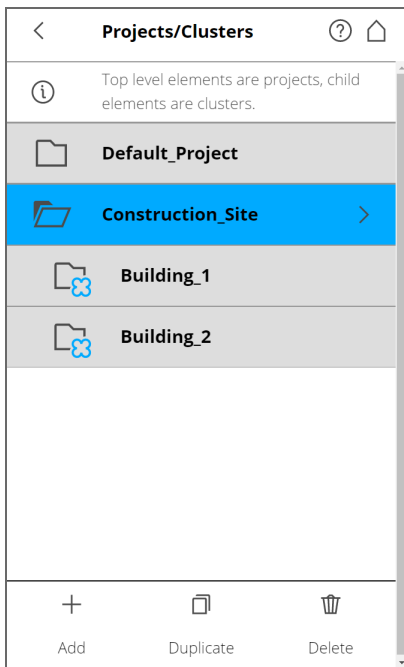 Projects/Clusters
Top level elements are projects, child
elements are clusters.
Default_Project
Construction_Site
Building_1
Building_2
Add Duplicate Delete